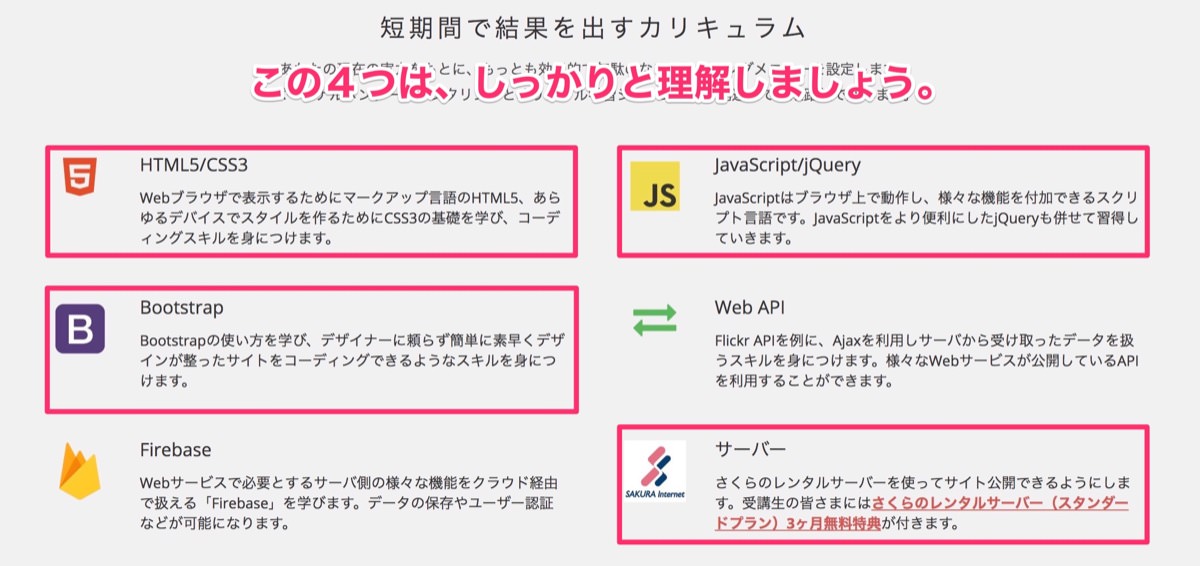 短期間で結果を出すカリキュラム
この４つは、しっかりと理解しましょう。
HTML5/CSS3
Webブラウザで表示するためにマークアップ言語のHTML5、あら
ゆるデバイスでスタイルを作るためにCSS3の基礎を学び、コーデ
ィングスキルを身につけます。
JS
JavaScript/jQuery
JavaScriptはブラウザ上で動作し、様々な機能を付加できるスクリ
プト言語です。JavaScriptをより便利にしたjQueryも併せて習得し
ていきます。
B
Bootstrap
Bootstrapの使い方を学び、デザイナーに頼らず簡単に素早くデザ
インが整ったサイトをコーディングできるようなスキルを身につ
けます。
Web API
Flickr APIを例に、Ajaxを利用しサーバから受け取ったデータを扱
うスキルを身につけます。様々なWebサービスが公開しているAPI
を利用することができます。
Firebase
Webサービスで必要とするサーバ側の様々な機能をクラウド経由
で扱える「Firebase」を学びます。データの保存やユーザー認証
などが可能になります。
SAKURA Internet
サーバー
さくらのレンタルサーバーを使ってサイト公開できるようにしま
す。受講生の皆さまにはさくらのレンタルサーバー（スタンダー
ドプラン）3ヶ月無料特典が付きます。